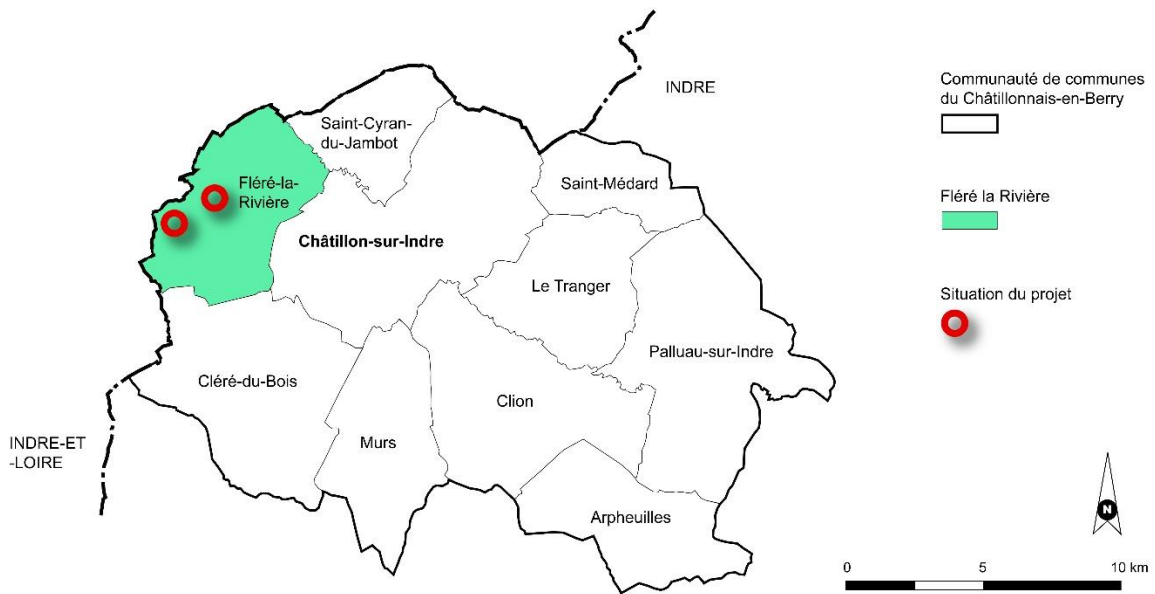 INDRE
Saint-Cyran-
du-Jambot
Saint-Médard
Fléré-la-
Rivière
Châtillon-sur-Indre
Le Tranger
Palluau-sur-Indre
Cléré-du-Bois
Clion
Murs
INDRE-ET
-LOIRE
Arpheuilles
Communauté de communes
du Châtillonnais-en-Berry
Fléré la Rivière
Situation du projet
N
0 5 10 km